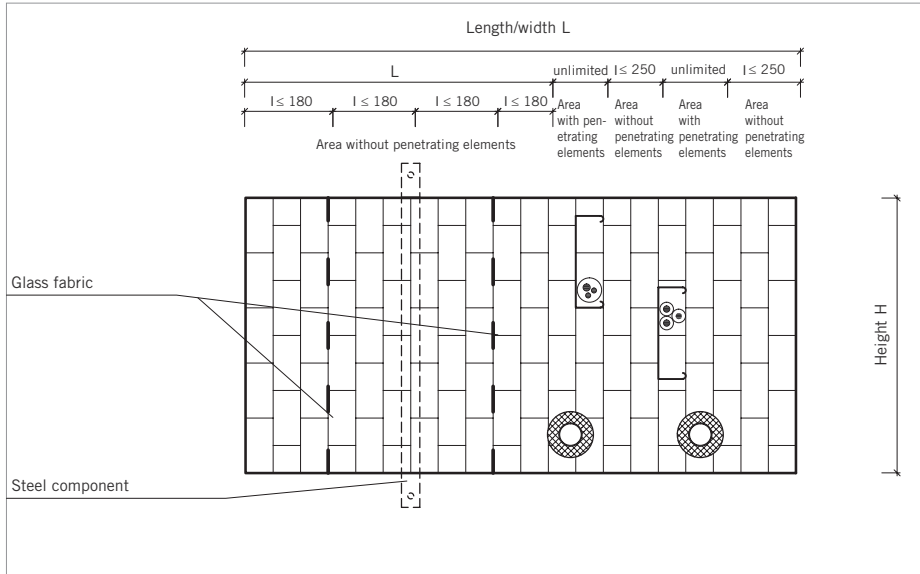 Length/width L
L
unlimited
l ≤ 250
unlimited
l ≤ 250
l ≤ 180
l ≤ 180
l ≤ 180
l ≤ 180
Area
with pen-
etrating
elements
Area
without
penetrating
elements
Area
with
penetrating
elements
Area
without
penetrating
elements
Area without penetrating elements
Glass fabric
Height H
Steel component